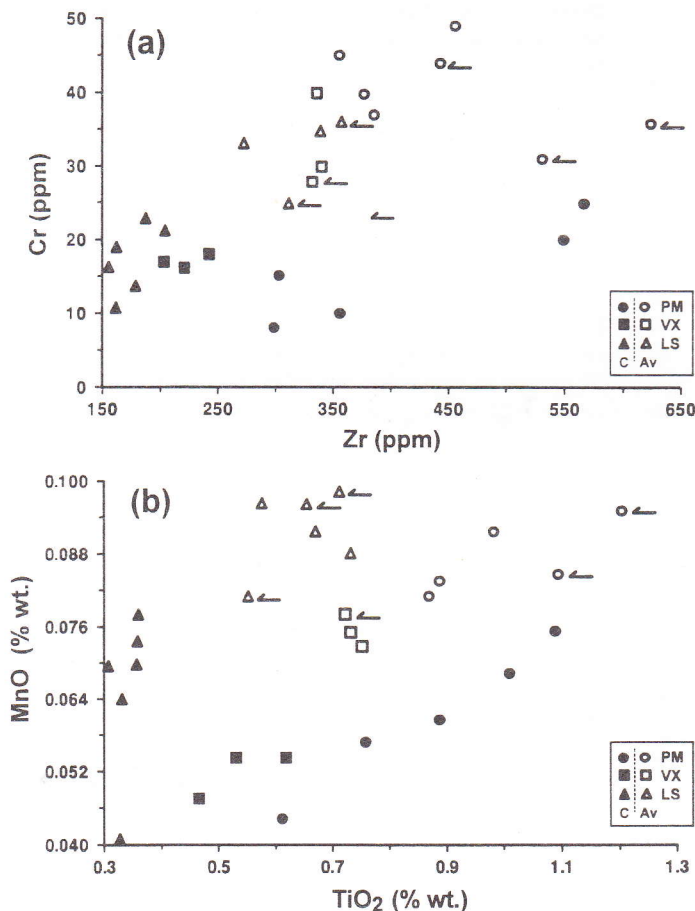 (a)
50
40
30
20
10
0
Cr (ppm)
150 250 350 450 550 650
Zr (ppm)
PM
VX
LS
C Av
(b)
0.100
0.088
0.076
0.064
0.052
0.040
MnO (% wt.)
0.3 0.5 0.7 0.9 1.1 1.3
TiO₂ (% wt.)
PM
VX
LS
C Av